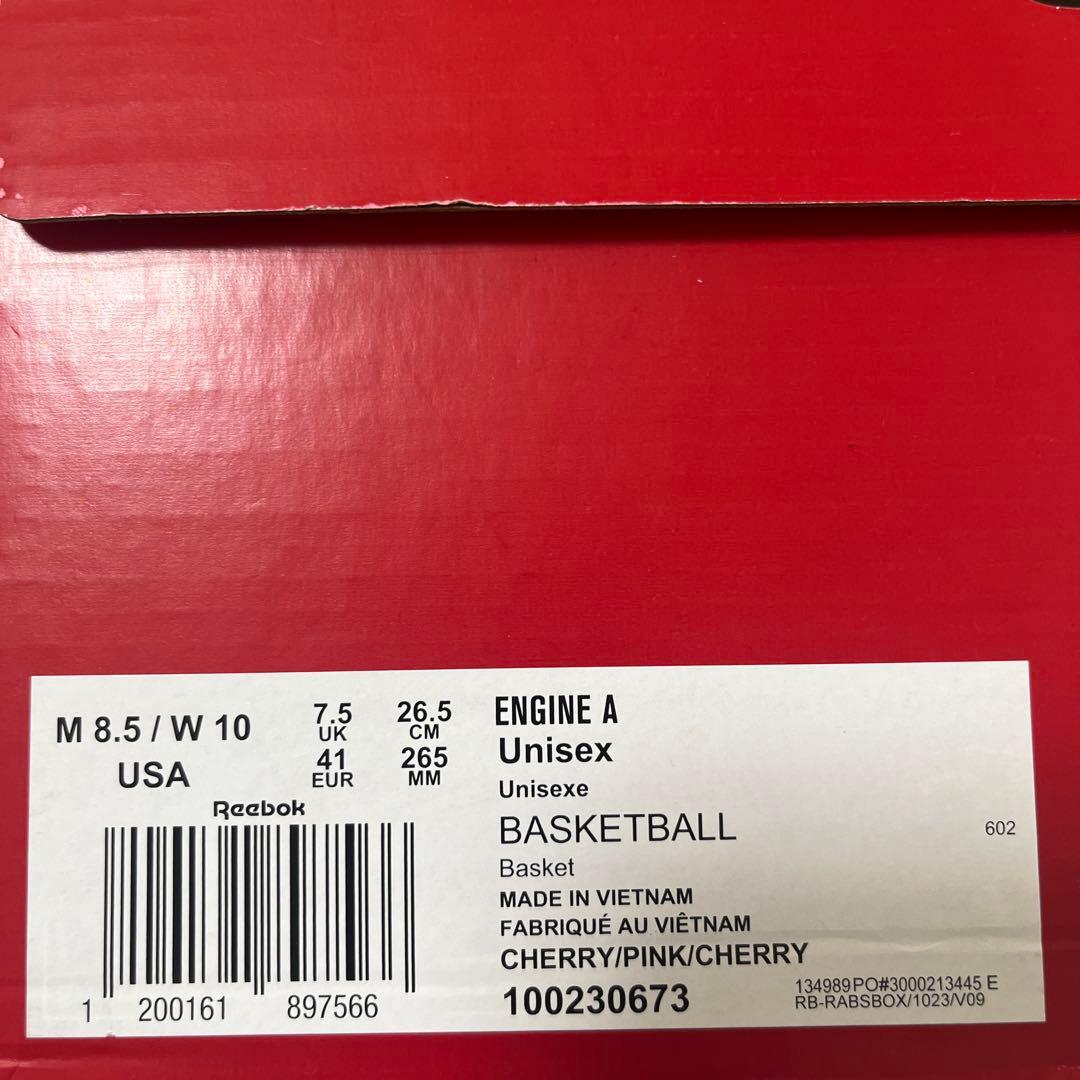 M 8.5 / W 10
USA
7.5
UK
41
EUR
26.5
CM
265
MM
Reebok
1 200161 897566
ENGINE A
Unisex
Unisexe
BASKETBALL
602
Basket
MADE IN VIETNAM
FABRIQUÉ AU VIÊTNAM
CHERRY/PINK/CHERRY
100230673
134989PO#3000213445 E
RB-RABSBOX/1023/V09